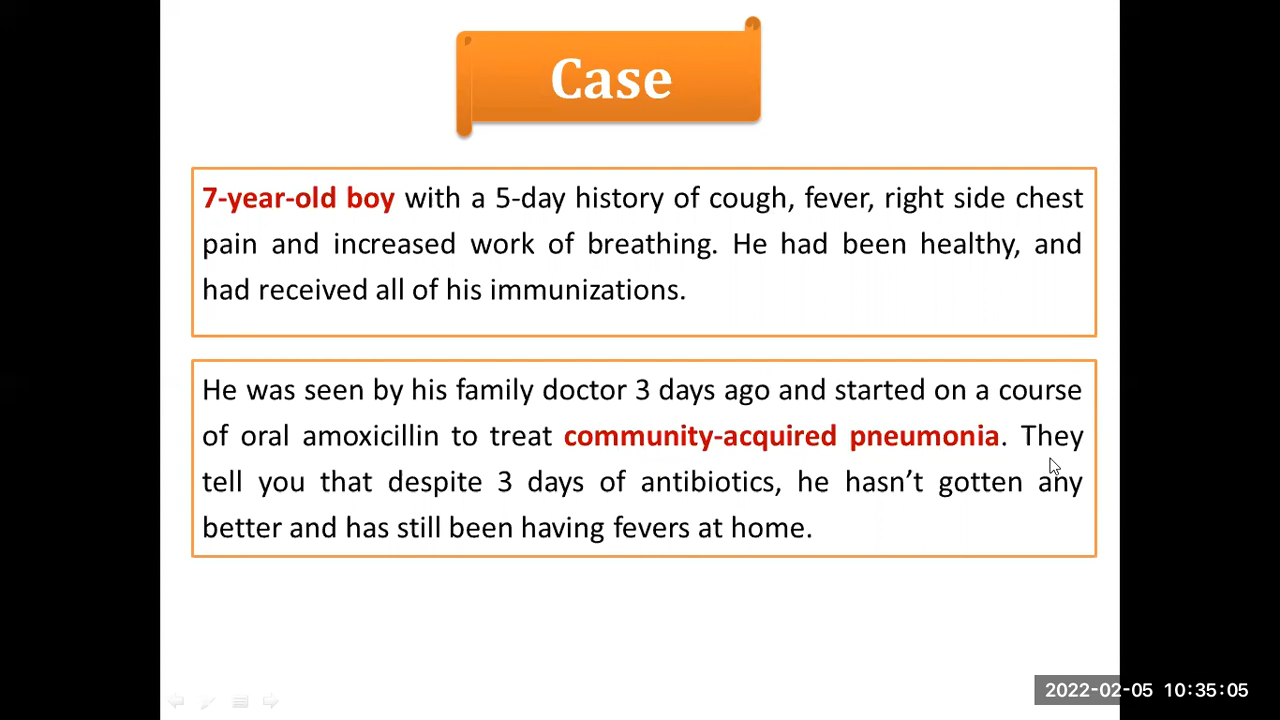 Case
7-year-old boy with a 5-day history of cough, fever, right side chest
pain and increased work of breathing. He had been healthy, and
had received all of his immunizations.
He was seen by his family doctor 3 days ago and started on a course
of oral amoxicillin to treat community-acquired pneumonia. They
tell you that despite 3 days of antibiotics, he hasn’t gotten any
better and has still been having fevers at home.
2022-02-05 10:35:05